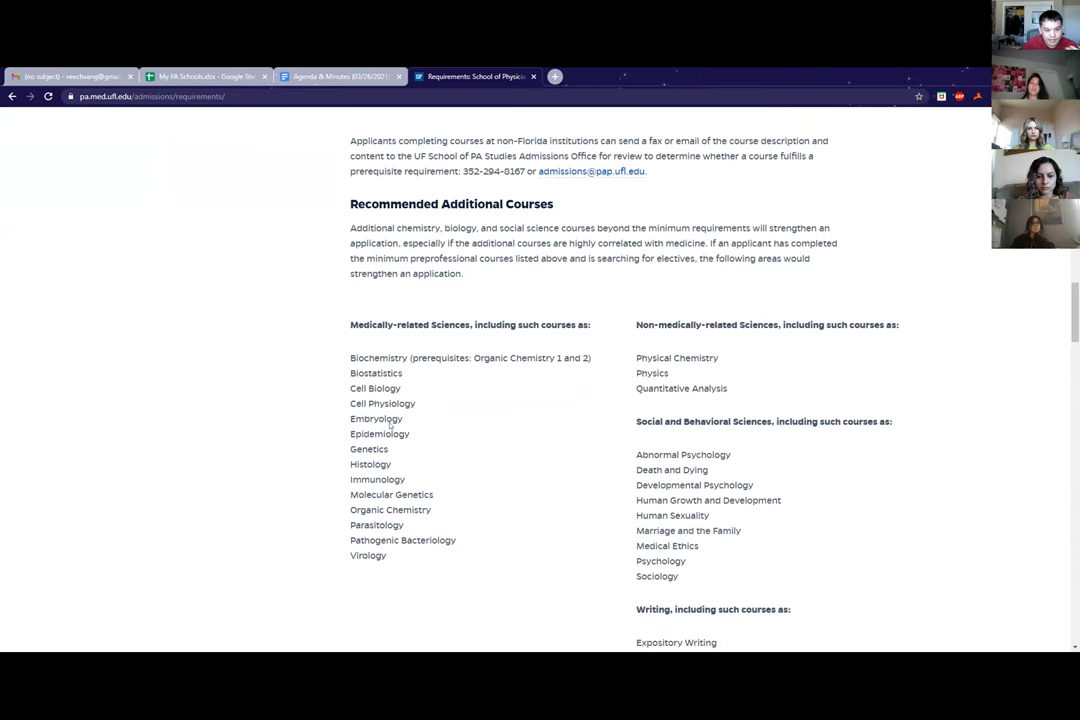 (no subject) - veechvang@gmai
My PA Schools.xlsx - Google She
Agenda & Minutes (03/26/2021)
Requirements: School of Physicia
pa.med.ufl.edu/admissions/requirements/
Applicants completing courses at non-Florida institutions can send a fax or email of the course description and
content to the UF School of PA Studies Admissions Office for review to determine whether a course fulfills a
prerequisite requirement: 352-294-8167 or admissions@pap.ufl.edu.
Recommended Additional Courses
Additional chemistry, biology, and social science courses beyond the minimum requirements will strengthen an
application, especially if the additional courses are highly correlated with medicine. If an applicant has completed
the minimum preprofessional courses listed above and is searching for electives, the following areas would
strengthen an application.
Medically-related Sciences, including such courses as:
Biochemistry (prerequisites: Organic Chemistry 1 and 2)
Biostatistics
Cell Biology
Cell Physiology
Embryology
Epidemiology
Genetics
Histology
Immunology
Molecular Genetics
Organic Chemistry
Parasitology
Pathogenic Bacteriology
Virology
Non-medically-related Sciences, including such courses as:
Physical Chemistry
Physics
Quantitative Analysis
Social and Behavioral Sciences, including such courses as:
Abnormal Psychology
Death and Dying
Developmental Psychology
Human Growth and Development
Human Sexuality
Marriage and the Family
Medical Ethics
Psychology
Sociology
Writing, including such courses as:
Expository Writing